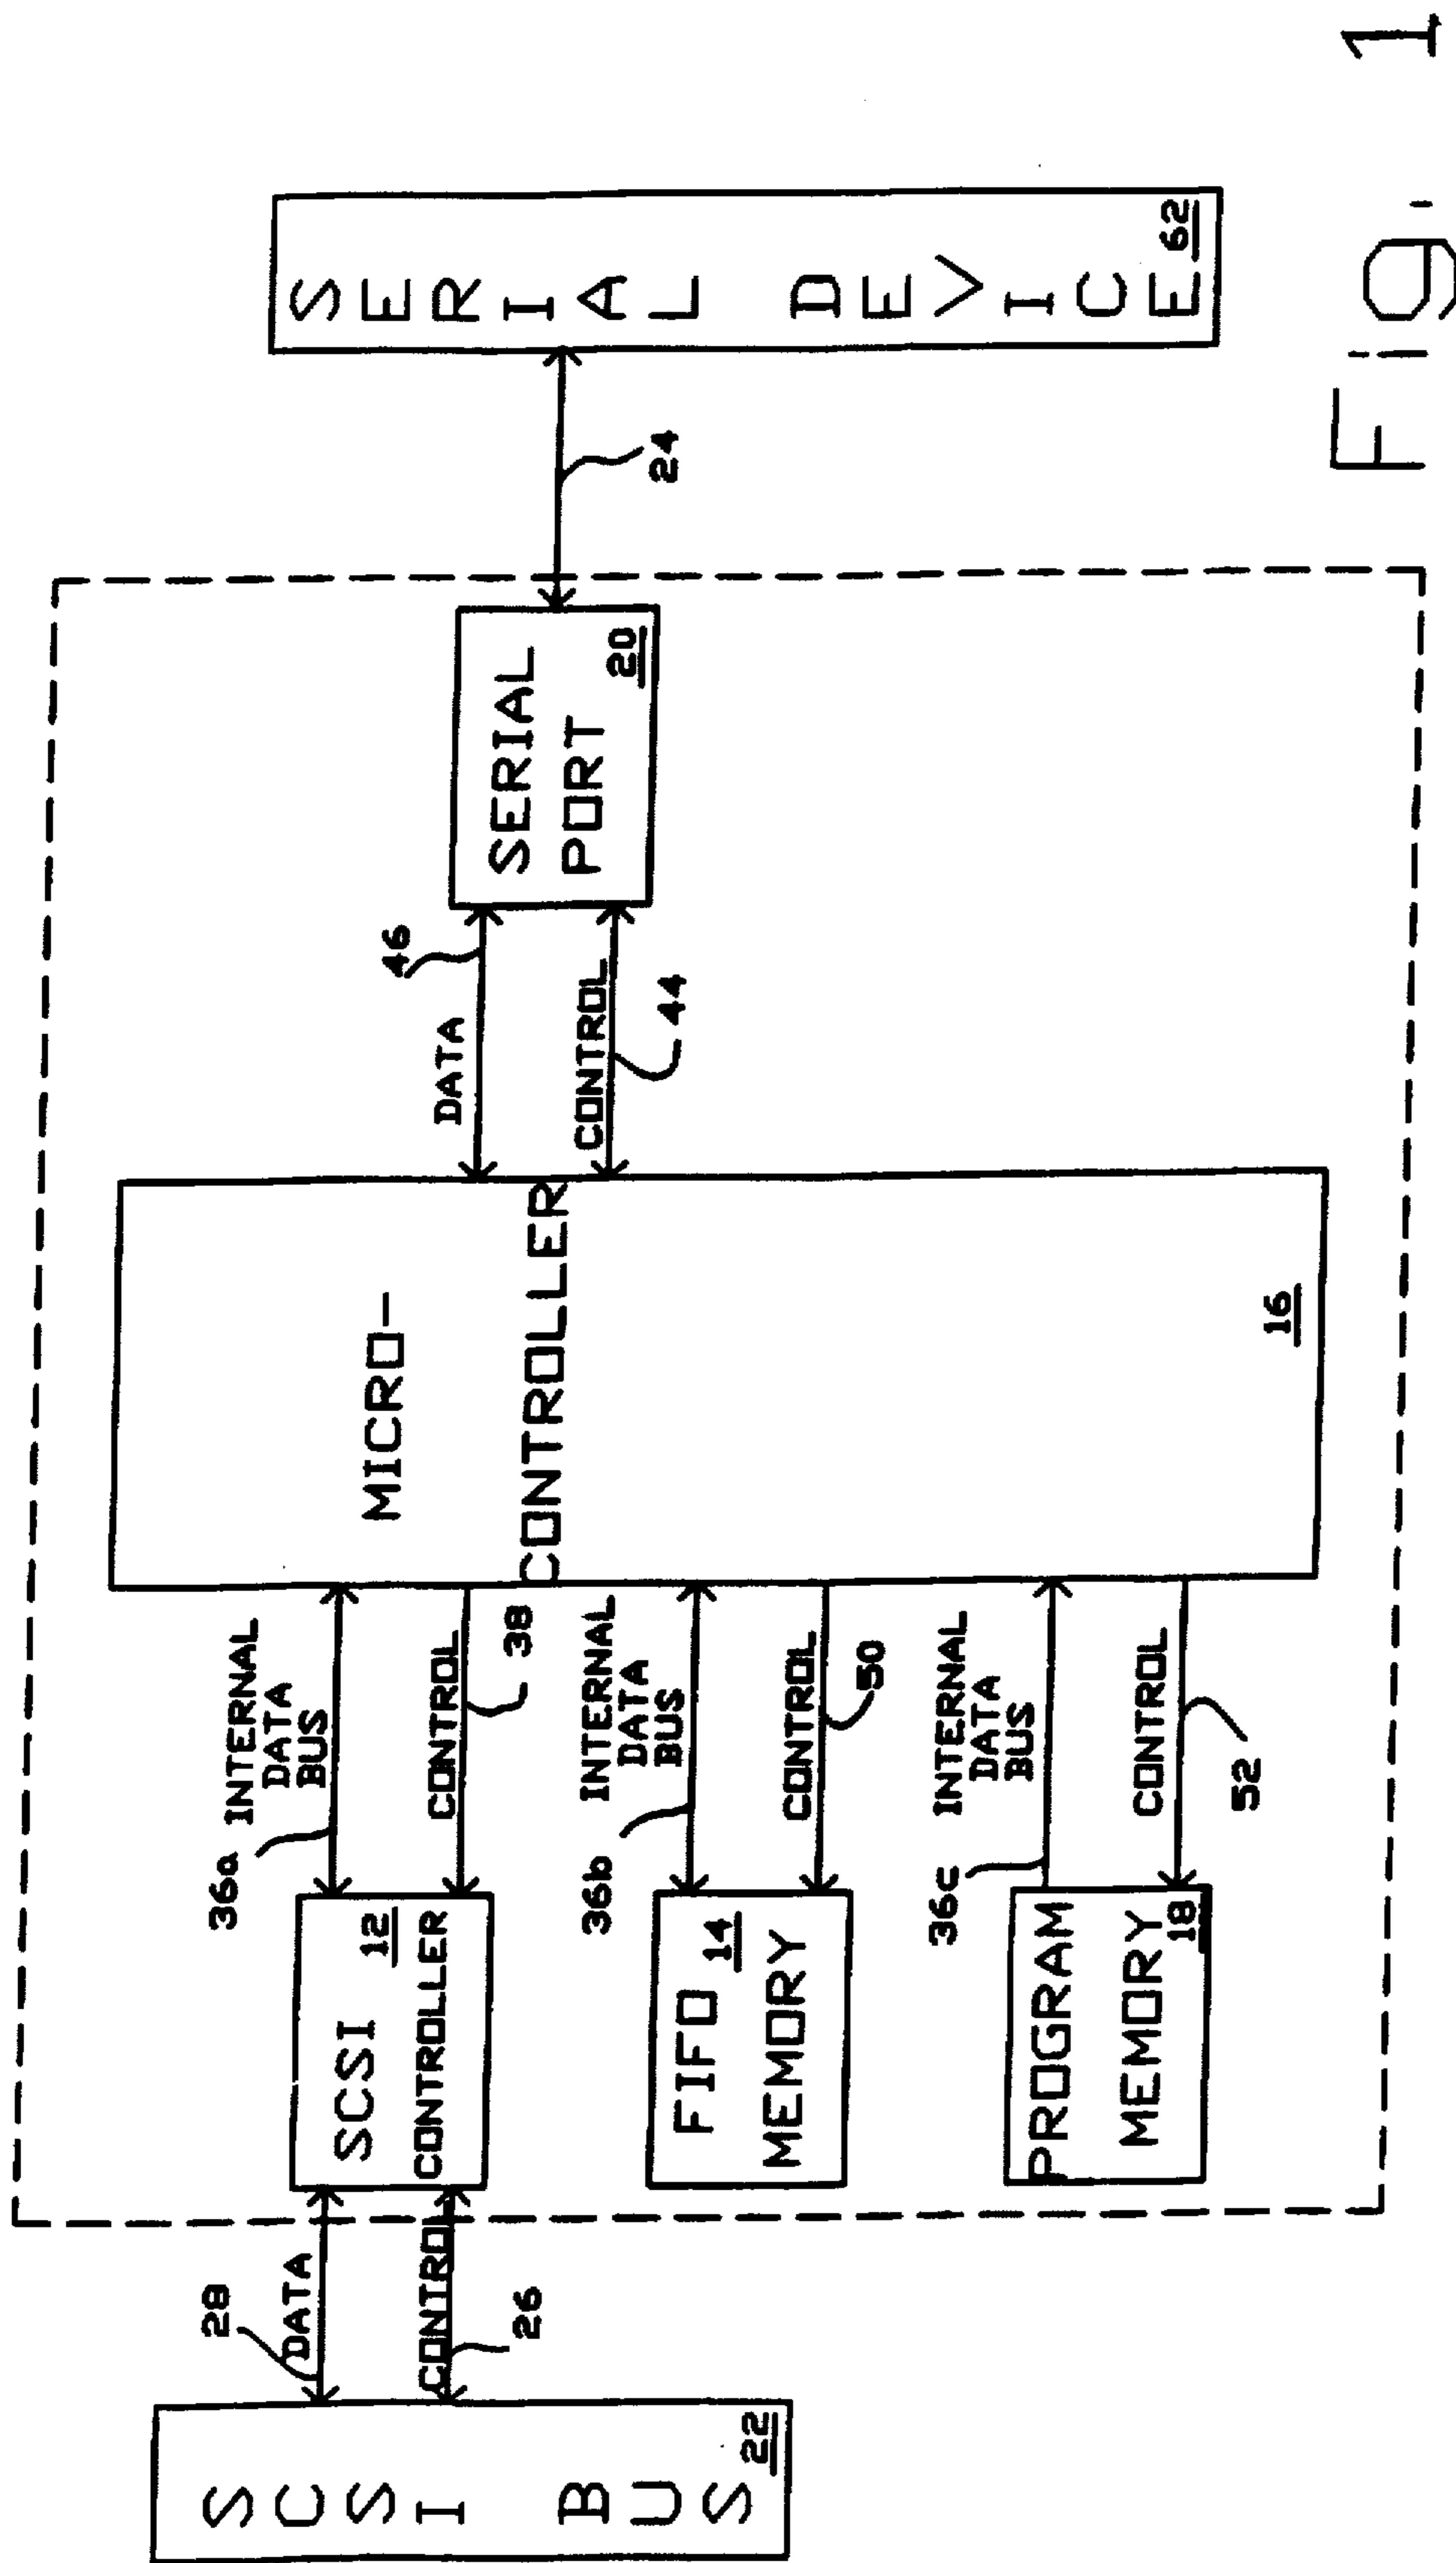 SCSI BUS
22
28
DATA
CONTROL
26
SCSI
12
CONTROLLER
36a
INTERNAL
DATA
BUS
CONTROL
38
FIFO
14
MEMORY
36b
INTERNAL
DATA
BUS
CONTROL
50
PROGRAM
MEMORY
18
36c
INTERNAL
DATA
BUS
CONTROL
52
MICRO-
CONTROLLER
16
DATA
46
CONTROL
44
SERIAL
PORT
20
24
SERIAL DEVICE
62
Fig. 1